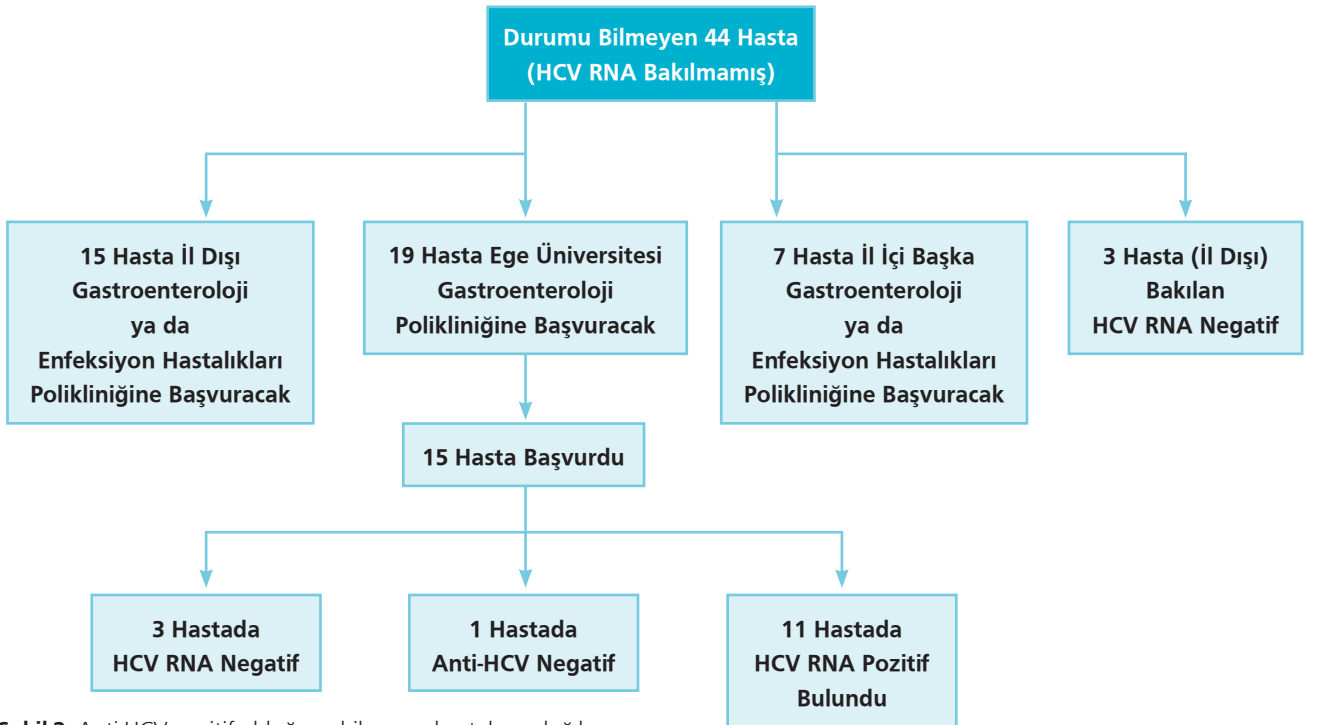 Durumu Bilmeyen 44 Hasta
(HCV RNA Bakılmamış)
15 Hasta İl Dışı
Gastroenteroloji
ya da
Enfeksiyon Hastalıkları
Polikliniğine Başvuracak
19 Hasta Ege Üniversitesi
Gastroenteroloji
Polikliniğine Başvuracak
7 Hasta İl İçi Başka
Gastroenteroloji
ya da
Enfeksiyon Hastalıkları
Polikliniğine Başvuracak
3 Hasta (İl Dışı)
Bakılan
HCV RNA Negatif
15 Hasta Başvurdu
3 Hastada
HCV RNA Negatif
1 Hastada
Anti-HCV Negatif
11 Hastada
HCV RNA Pozitif
Bulundu